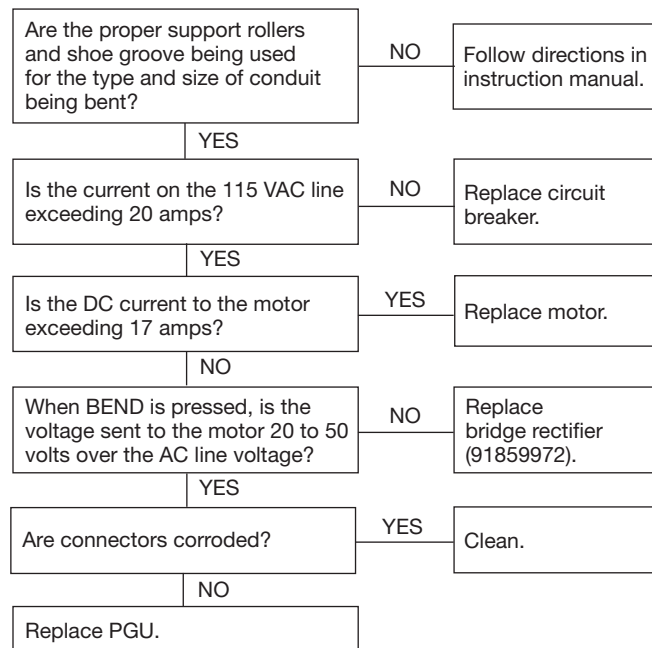 Are the proper support rollers
and shoe groove being used
for the type and size of conduit
being bent?
NO
Follow directions in
instruction manual.
YES
Is the current on the 115 VAC line
exceeding 20 amps?
NO
Replace circuit
breaker.
YES
Is the DC current to the motor
exceeding 17 amps?
YES
Replace motor.
NO
When BEND is pressed, is the
voltage sent to the motor 20 to 50
volts over the AC line voltage?
NO
Replace
bridge rectifier
(91859972).
YES
Are connectors corroded?
YES
Clean.
NO
Replace PGU.